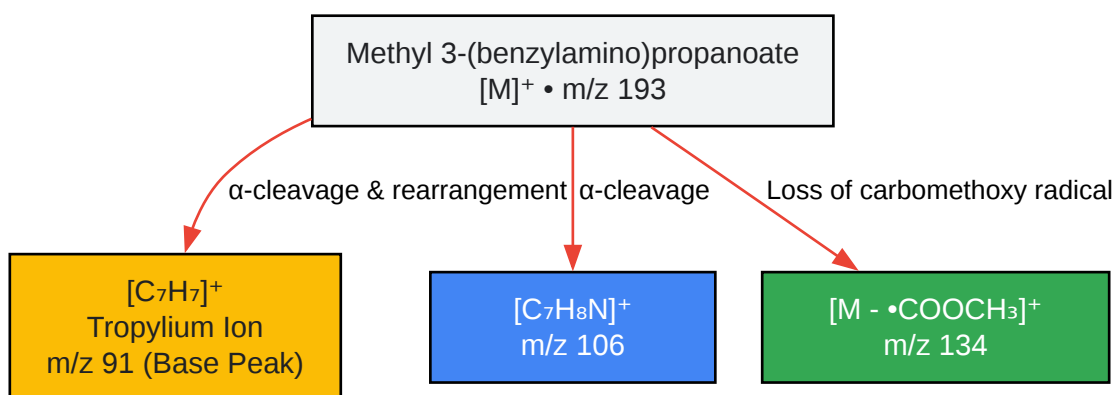 Methyl 3-(benzylamino)propanoate
[M]⁺ • m/z 193
α-cleavage & rearrangement
α-cleavage
Loss of carbomethoxy radical
[C₇H₇]⁺
Tropylium Ion
m/z 91 (Base Peak)
[C₇H₈N]⁺
m/z 106
[M - •COOCH₃]⁺
m/z 134